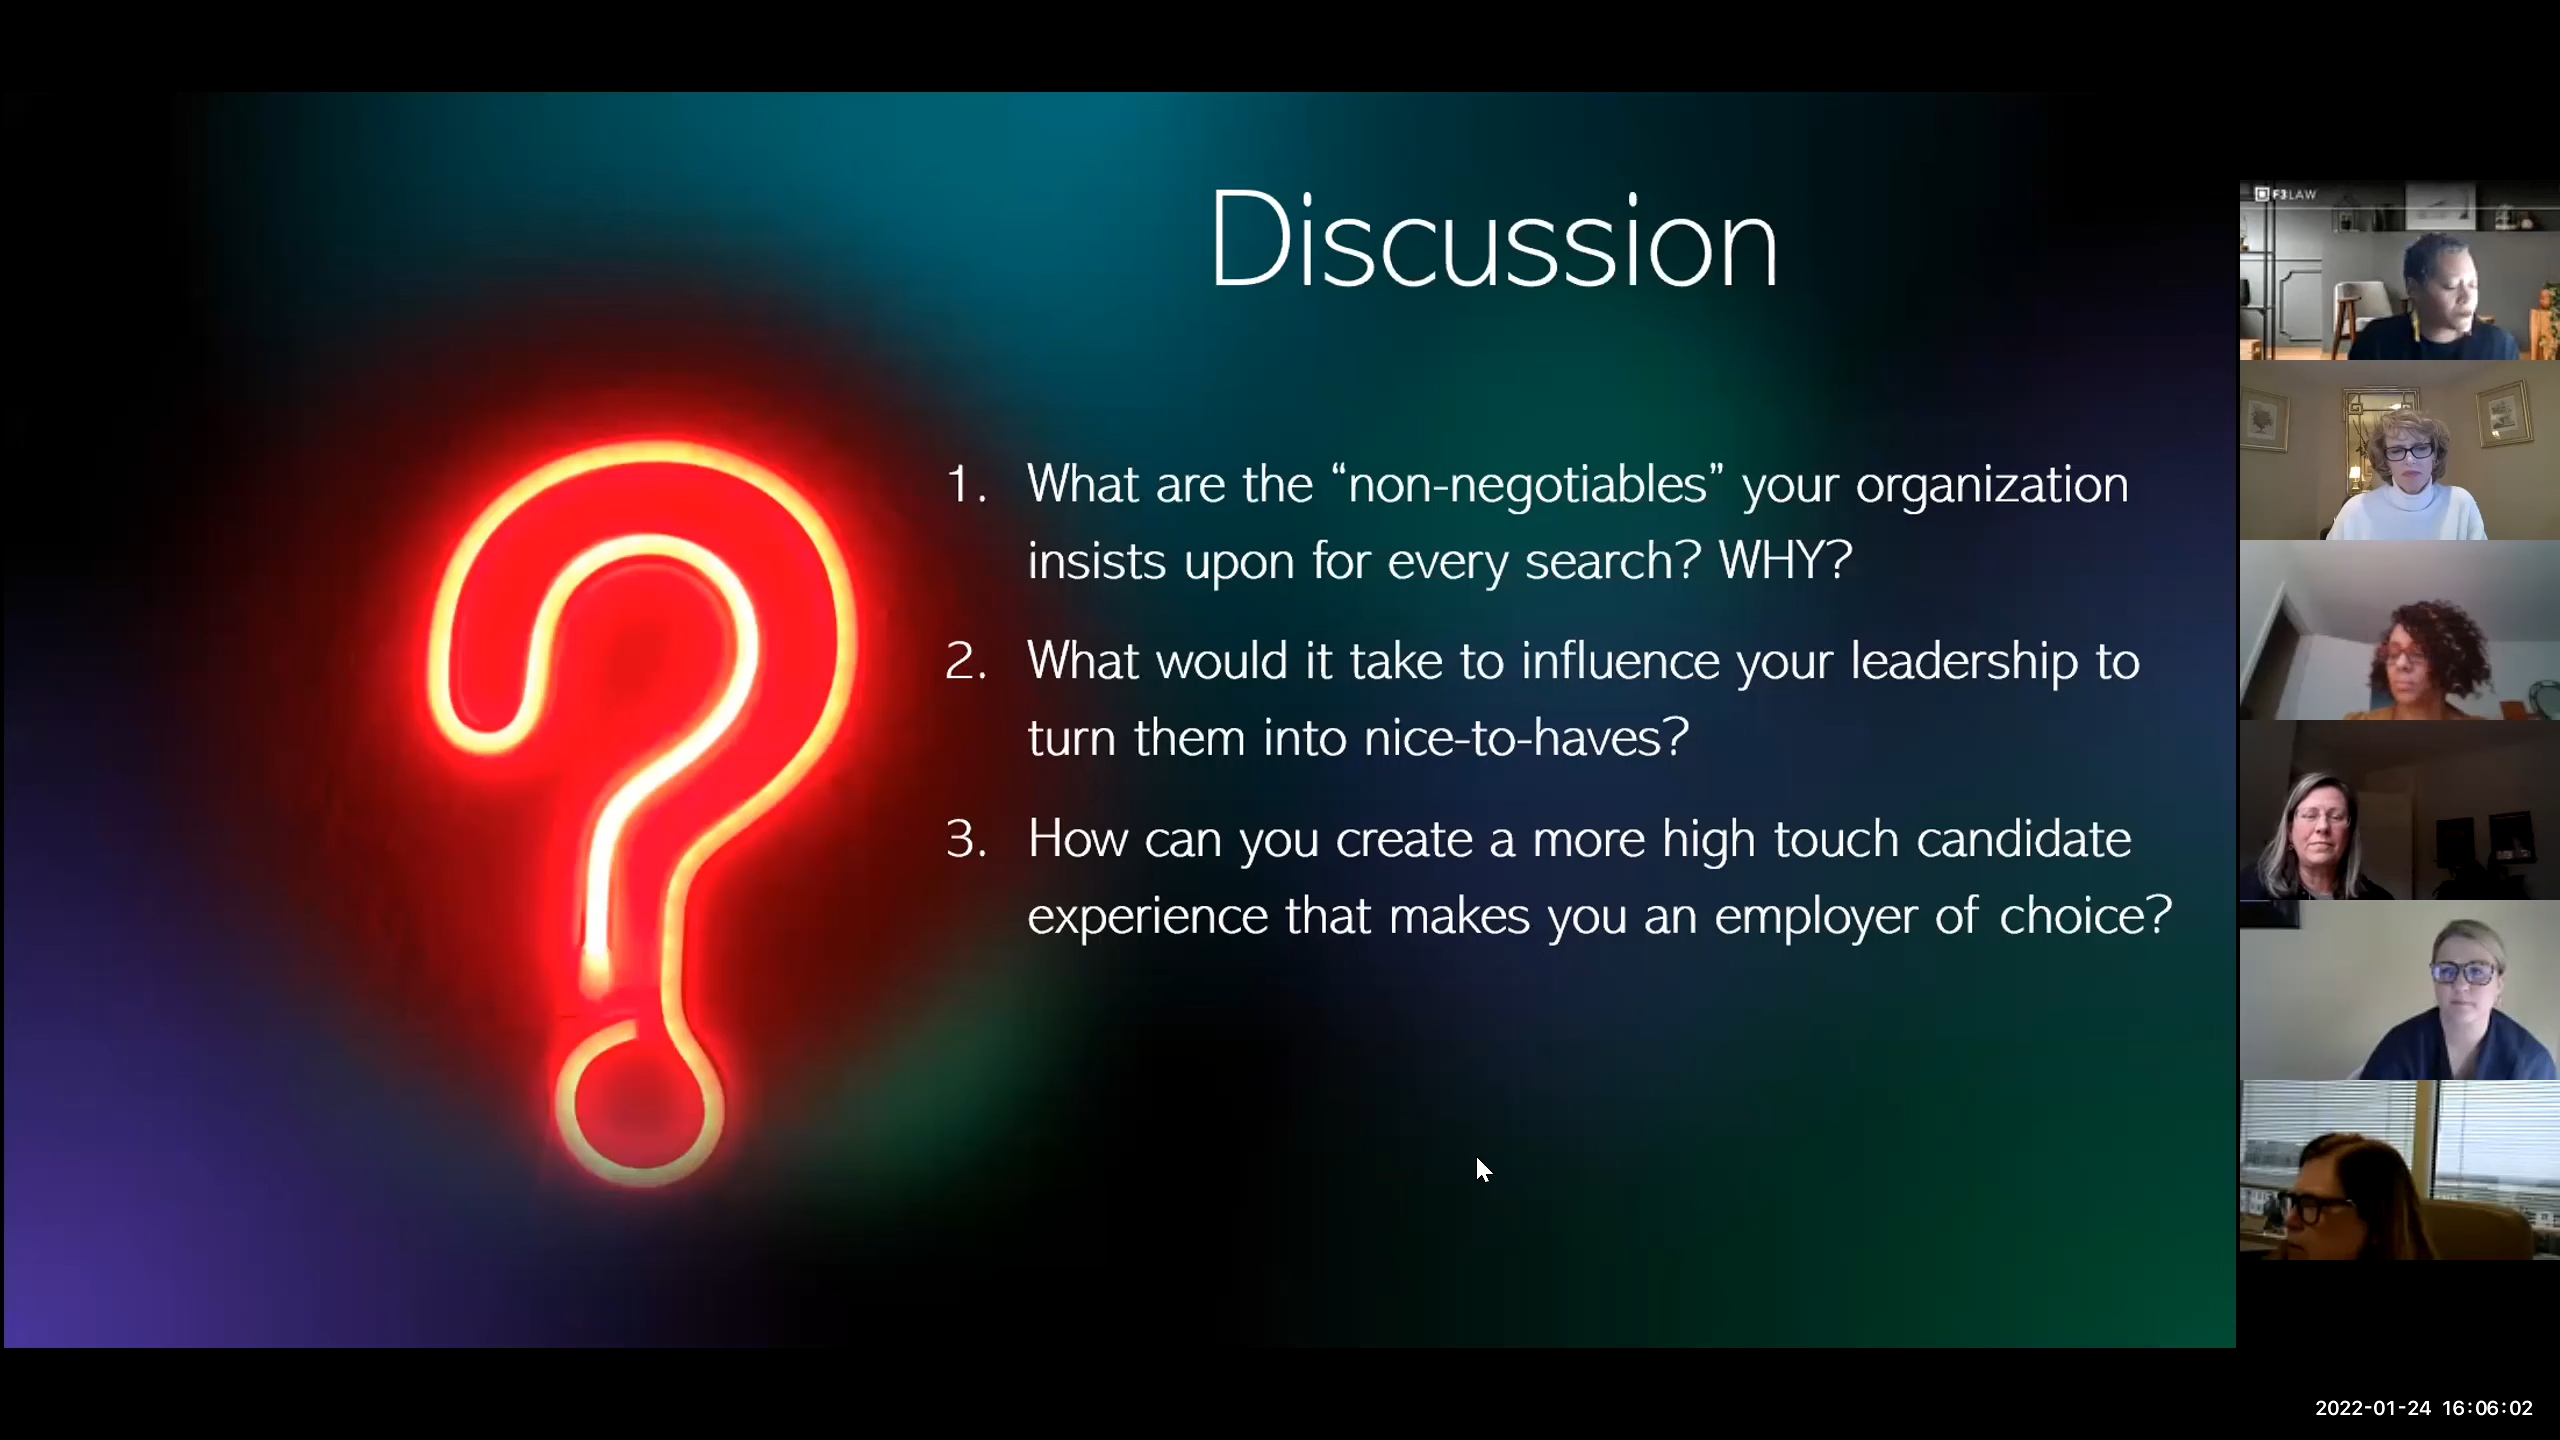 Discussion
1. What are the “non-negotiables” your organization
insists upon for every search? WHY?
2. What would it take to influence your leadership to
turn them into nice-to-haves?
3. How can you create a more high touch candidate
experience that makes you an employer of choice?
F3LAW
2022-01-24 16:06:02